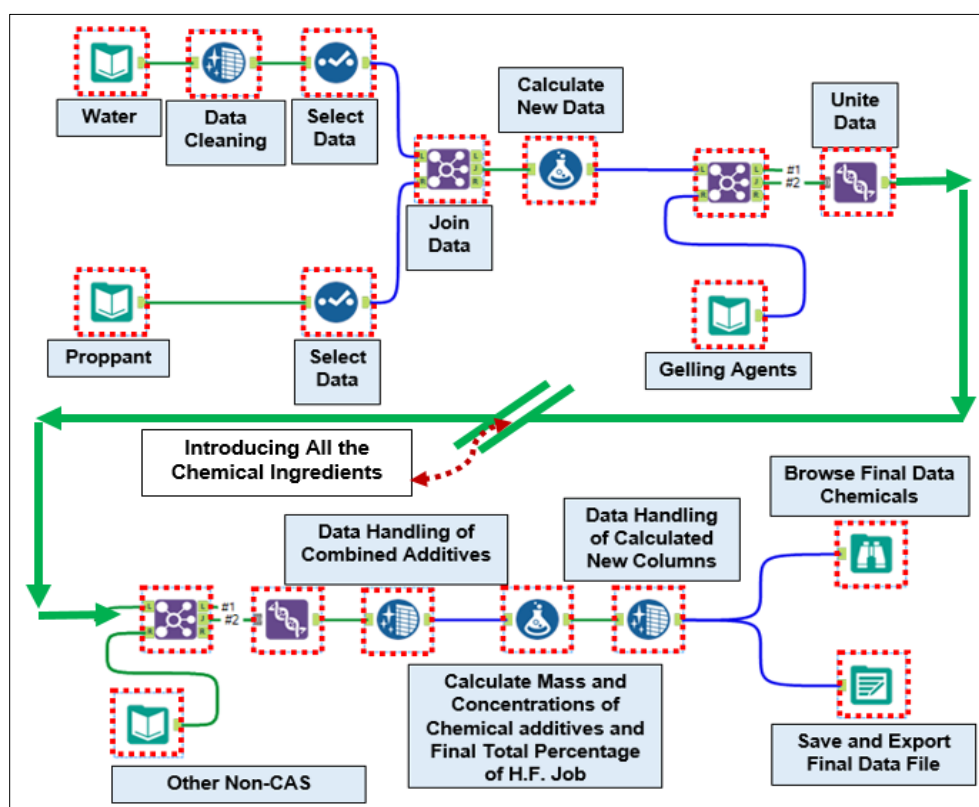 Water
Data
Cleaning
Select
Data
Calculate
New Data
Unite
Data
L
R
L
J
R
Join
Data
L
R
L
J
R
#1
#2
Proppant
Select
Data
Gelling Agents
Introducing All the
Chemical Ingredients
Browse Final Data
Chemicals
Data Handling of
Combined Additives
Data Handling
of Calculated
New Columns
L
R
L
J
R
#1
#2
Calculate Mass and
Concentrations of
Chemical additives and
Final Total Percentage
of H.F. Job
Other Non-CAS
Save and Export
Final Data File